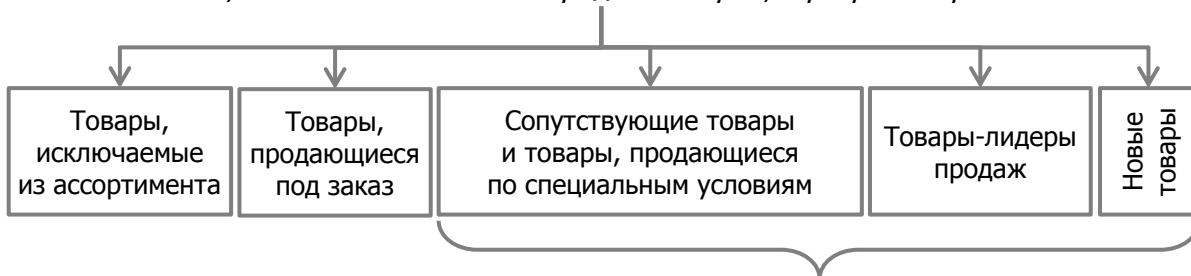 Товары,
исключаемые
из ассортимента
Товары,
продающиеся
под заказ
Сопутствующие товары
и товары, продающиеся
по специальным условиям
Товары-лидеры
продаж
Новые
товары